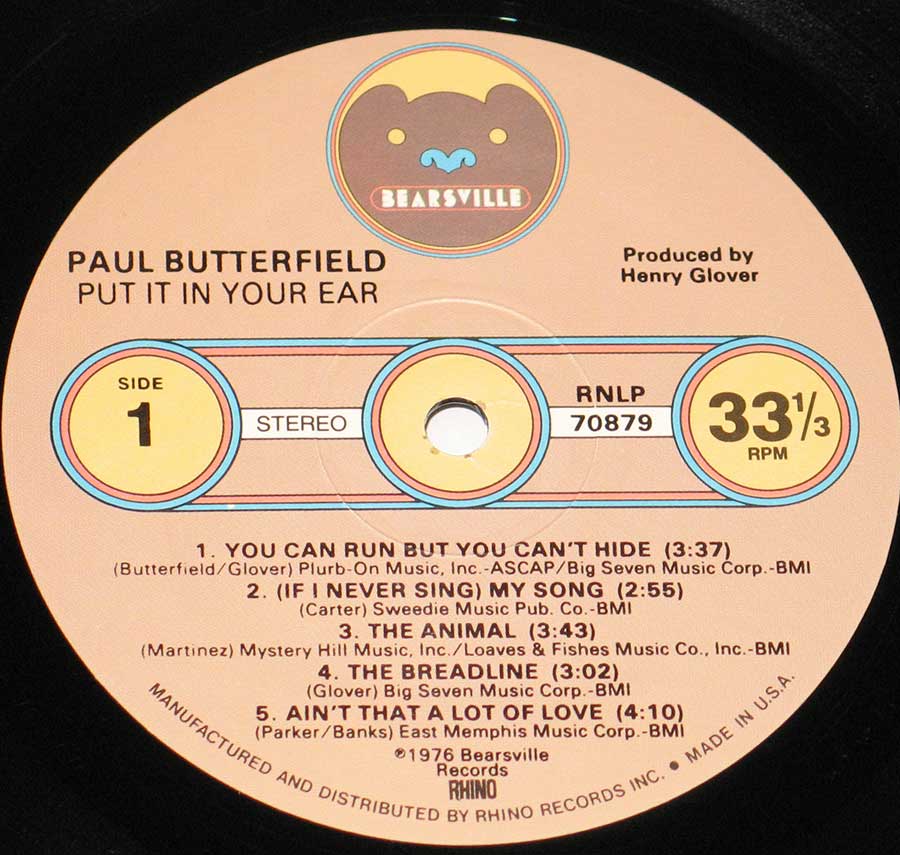 BEARSVILLE
PAUL BUTTERFIELD
PUT IT IN YOUR EAR
Produced by
Henry Glover
SIDE
1
STEREO
RNLP
70879
33 1/3
RPM
1. YOU CAN RUN BUT YOU CAN'T HIDE (3:37)
(Butterfield/Glover) Plurb-On Music, Inc.-ASCAP/Big Seven Music Corp.-BMI
2. (IF I NEVER SING) MY SONG (2:55)
(Carter) Sweedie Music Pub. Co.-BMI
3. THE ANIMAL (3:43)
(Martinez) Mystery Hill Music, Inc./Loaves & Fishes Music Co., Inc.-BMI
4. THE BREADLINE (3:02)
(Glover) Big Seven Music Corp.-BMI
5. AIN'T THAT A LOT OF LOVE (4:10)
(Parker/Banks) East Memphis Music Corp.-BMI
℗1976 Bearsville
Records
RHINO
MANUFACTURED AND DISTRIBUTED BY RHINO RECORDS INC. ● MADE IN U.S.A.